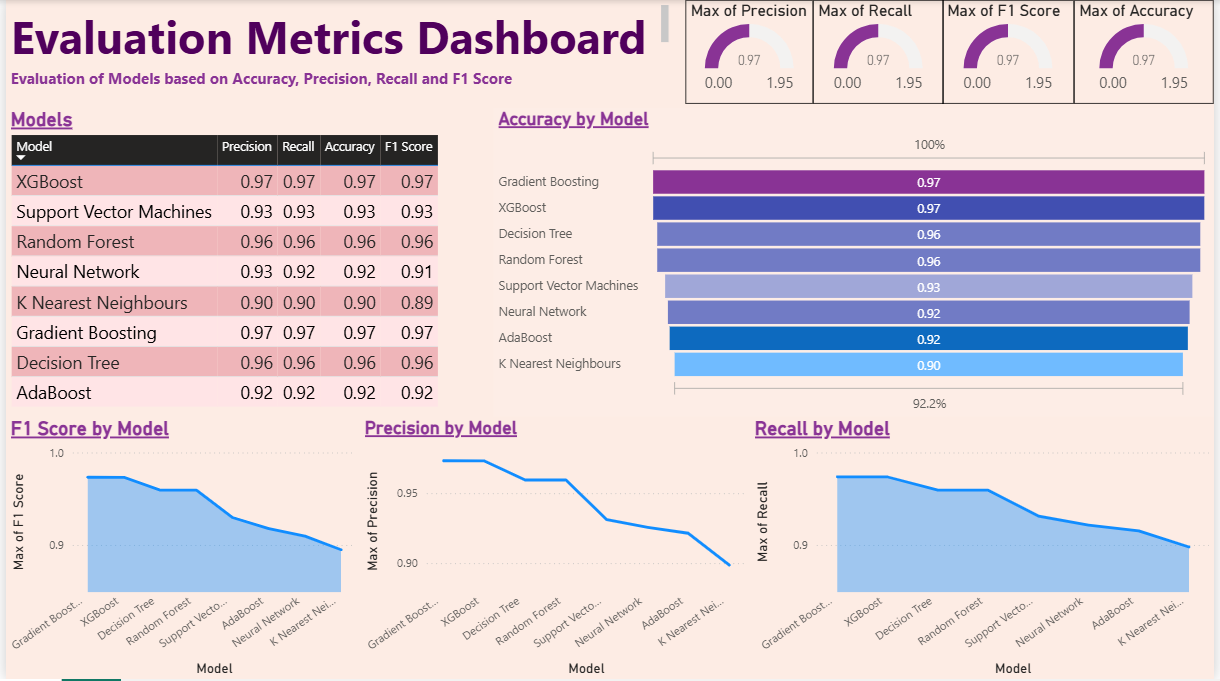 Evaluation Metrics Dashboard
Evaluation of Models based on Accuracy, Precision, Recall and F1 Score
Max of Precision
0.97
0.00 1.95
Max of Recall
0.97
0.00 1.95
Max of F1 Score
0.97
0.00 1.95
Max of Accuracy
0.97
0.00 1.95
Models
Model Precision Recall Accuracy F1 Score
XGBoost 0.97 0.97 0.97 0.97
Support Vector Machines 0.93 0.93 0.93 0.93
Random Forest 0.96 0.96 0.96 0.96
Neural Network 0.93 0.92 0.92 0.91
K Nearest Neighbours 0.90 0.90 0.90 0.89
Gradient Boosting 0.97 0.97 0.97 0.97
Decision Tree 0.96 0.96 0.96 0.96
AdaBoost 0.92 0.92 0.92 0.92
Accuracy by Model
100%
Gradient Boosting 0.97
XGBoost 0.97
Decision Tree 0.96
Random Forest 0.96
Support Vector Machines 0.93
Neural Network 0.92
AdaBoost 0.92
K Nearest Neighbours 0.90
92.2%
F1 Score by Model
Max of F1 Score
1.0
0.9
Gradient Boost...
XGBoost
Decision Tree
Random Forest
Support Vecto...
AdaBoost
Neural Network
K Nearest Nei...
Model
Precision by Model
Max of Precision
0.95
0.90
Gradient Boost...
XGBoost
Decision Tree
Random Forest
Support Vecto...
Neural Network
AdaBoost
K Nearest Nei...
Model
Recall by Model
Max of Recall
1.0
0.9
Gradient Boost...
XGBoost
Decision Tree
Random Forest
Support Vecto...
Neural Network
AdaBoost
K Nearest Nei...
Model